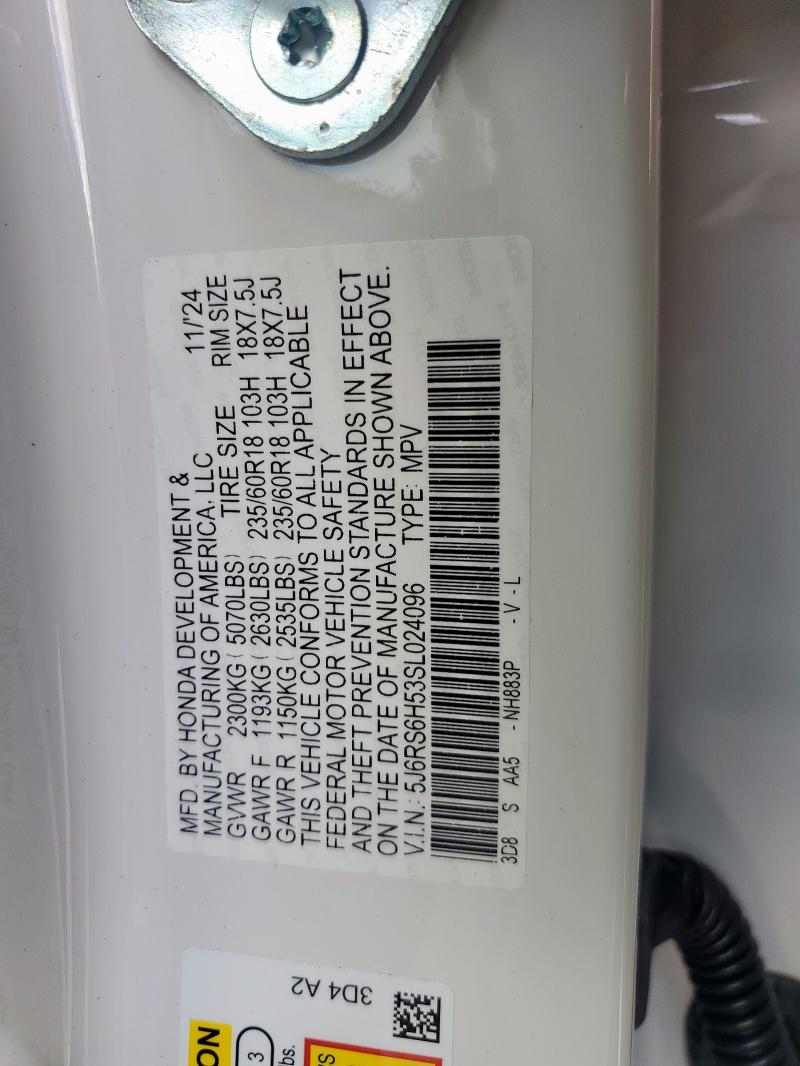 MFD. BY HONDA DEVELOPMENT &
MANUFACTURING OF AMERICA, LLC 11/'24
GVWR 2300KG ( 5070LBS) TIRE SIZE RIM SIZE
GAWR F 1193KG ( 2630LBS) 235/60R18 103H 18X7.5J
GAWR R 1150KG ( 2535LBS) 235/60R18 103H 18X7.5J
THIS VEHICLE CONFORMS TO ALL APPLICABLE
FEDERAL MOTOR VEHICLE SAFETY
AND THEFT PREVENTION STANDARDS IN EFFECT
ON THE DATE OF MANUFACTURE SHOWN ABOVE.
V.I.N.: 5J6RS6H53SL024096 TYPE: MPV
3D8 S AA5 - NH883P - V - L
3D4 A2
ON
3
bs.